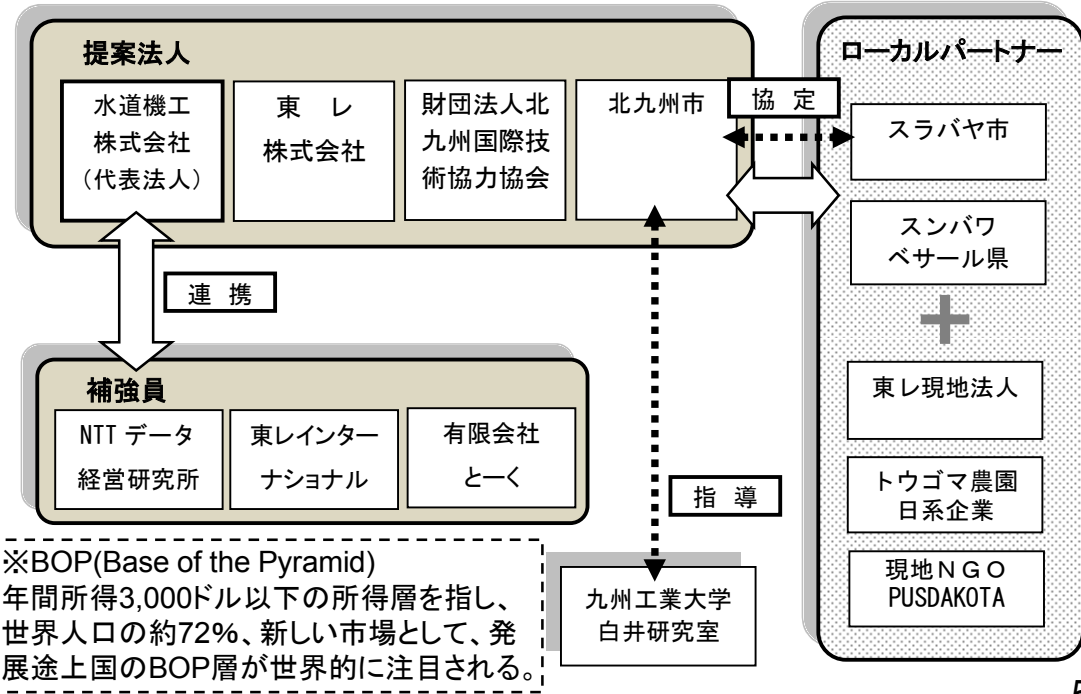 提案法人
水道機工
株式会社
(代表法人)
東 レ
株式会社
財団法人北
九州国際技
術協力協会
北九州市
協 定
ローカルパートナー
スラバヤ市
スンバワ
ベサール県
+
東レ現地法人
トウゴマ農園
日系企業
現地NGO
PUSDAKOTA
連 携
補強員
NTT データ
経営研究所
東レインター
ナショナル
有限会社
とーく
指 導
九州工業大学
白井研究室
※BOP(Base of the Pyramid)
年間所得3,000ドル以下の所得層を指し、
世界人口の約72%、新しい市場として、発
展途上国のBOP層が世界的に注目される。